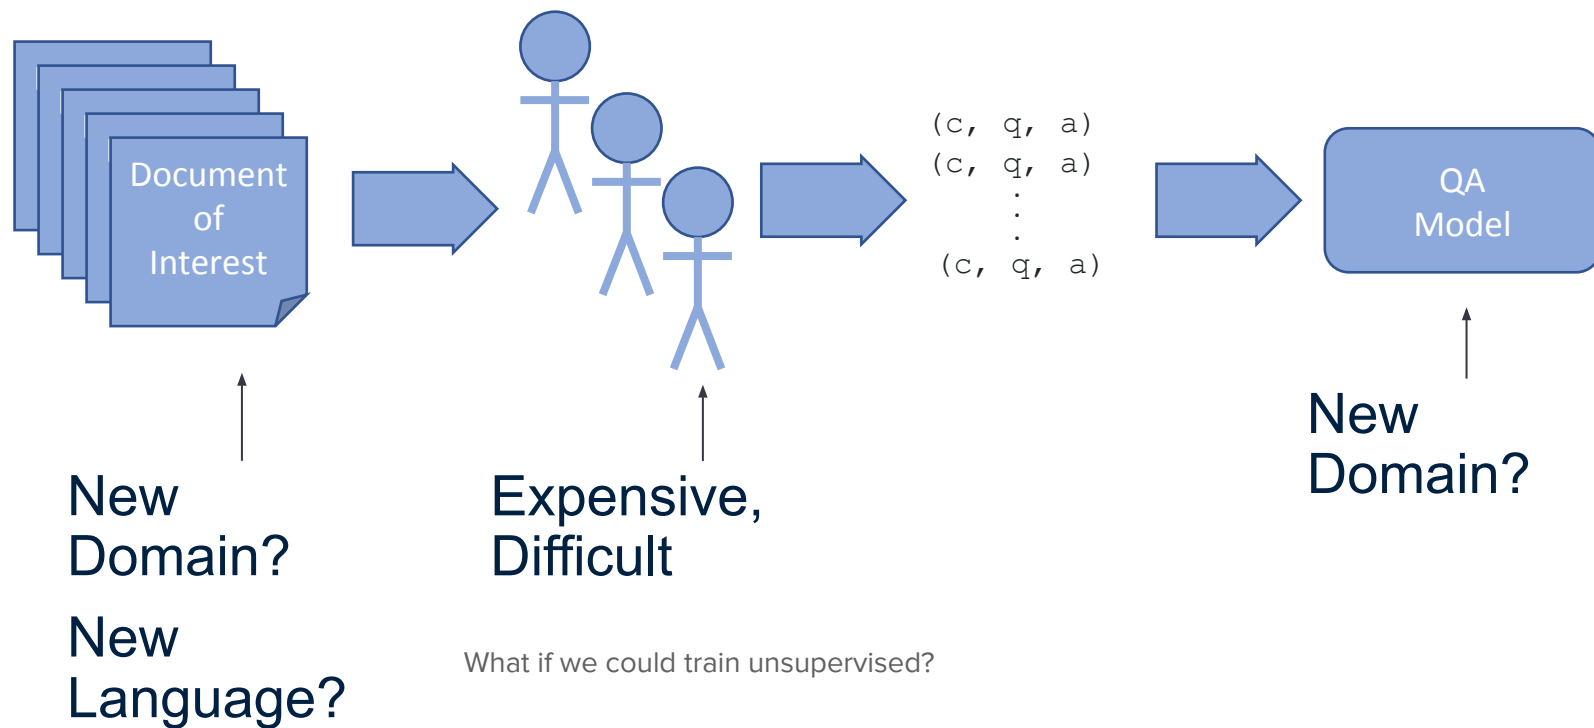 Document
of
Interest
(c, q, a)
(c, q, a)
.
.
.
(c, q, a)
QA
Model
New
Domain?
New
Language?
Expensive,
Difficult
New
Domain?
What if we could train unsupervised?